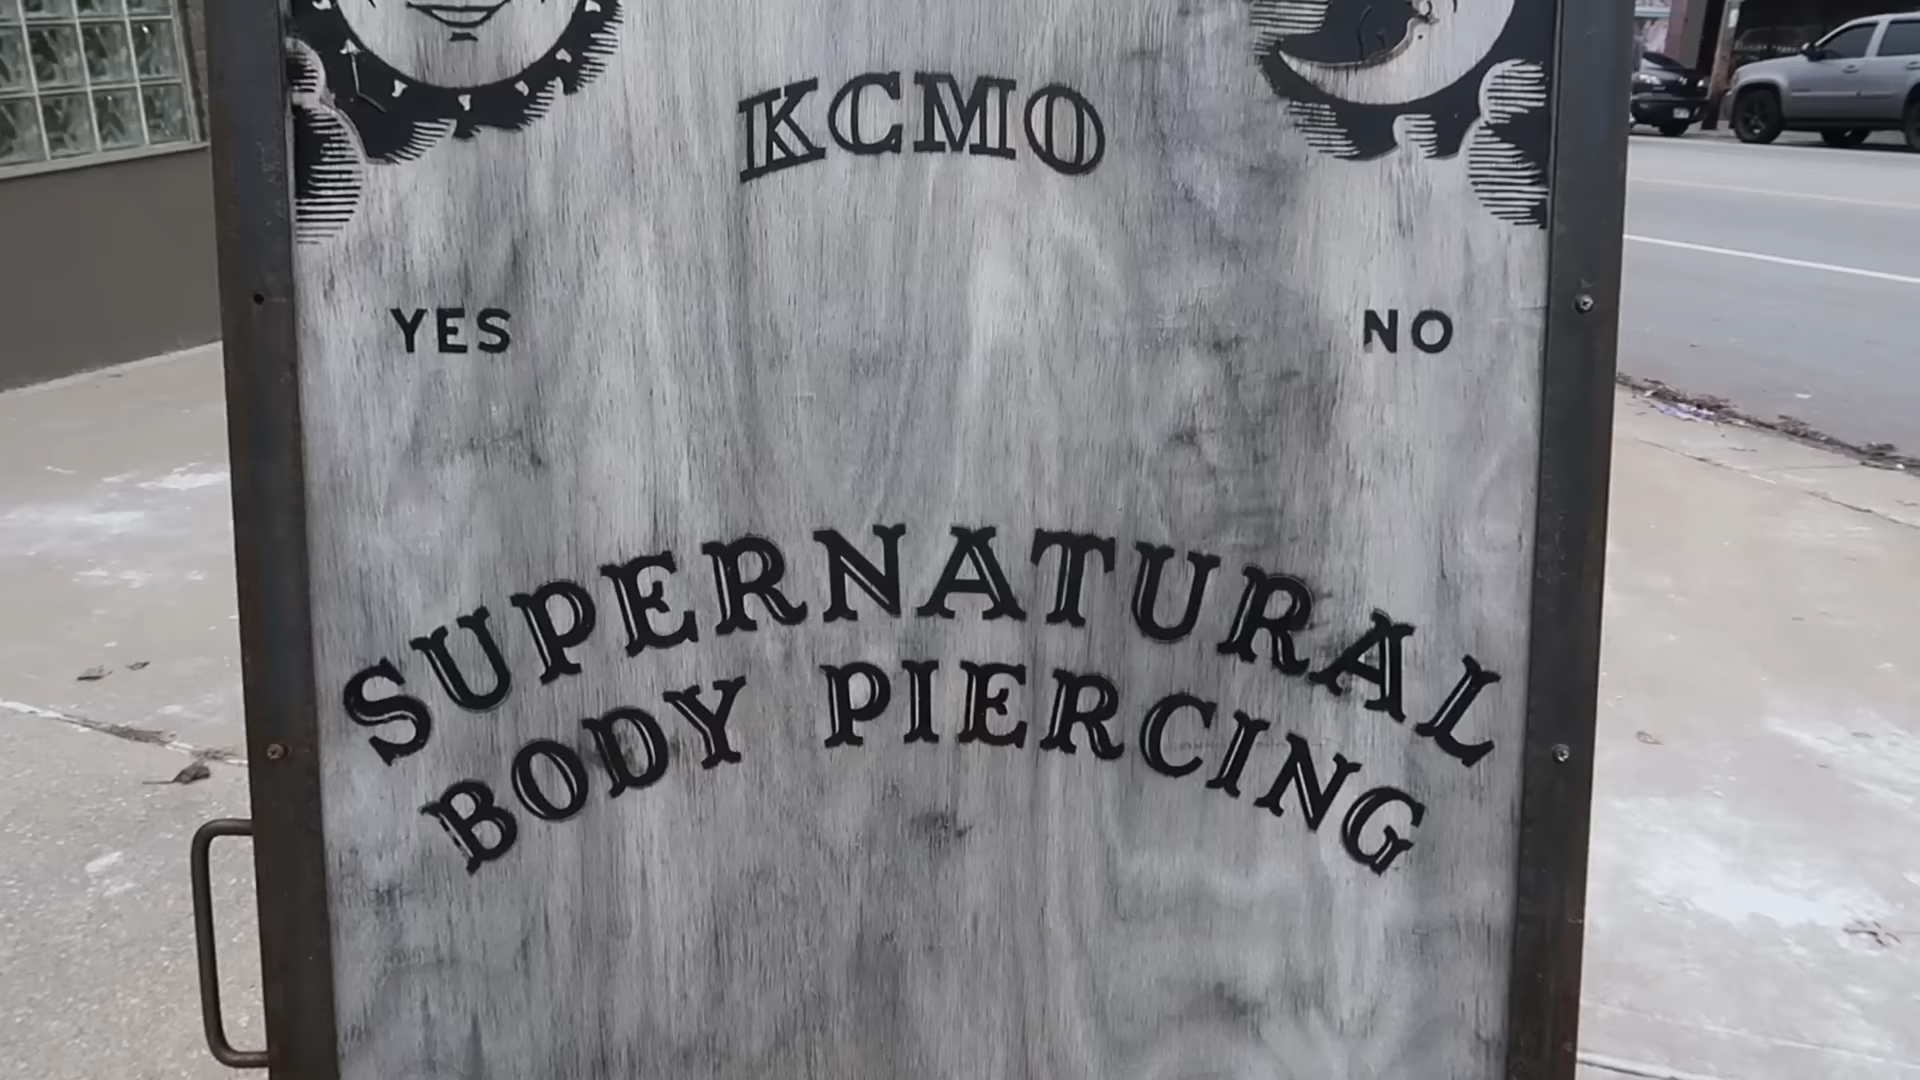 KCMO
YES NO
SUPERNATURAL
BODY PIERCING